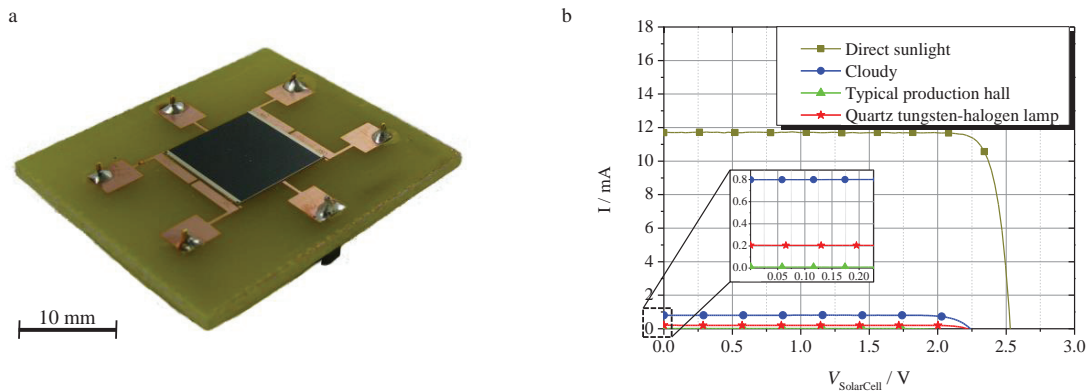 a
10 mm
b
I / mA
18
16
14
12
10
8
6
4
2
0
0.0 0.5 1.0 1.5 2.0 2.5 3.0
V_SolarCell / V
Direct sunlight
Cloudy
Typical production hall
Quartz tungsten-halogen lamp
0.8
0.6
0.4
0.2
0.0
0.05 0.10 0.15 0.20